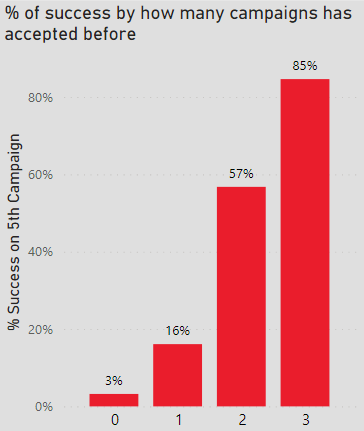 % of success by how many campaigns has
accepted before
% Success on 5th Campaign
85%
80%
60%
57%
40%
20%
16%
3%
0%
0 1 2 3